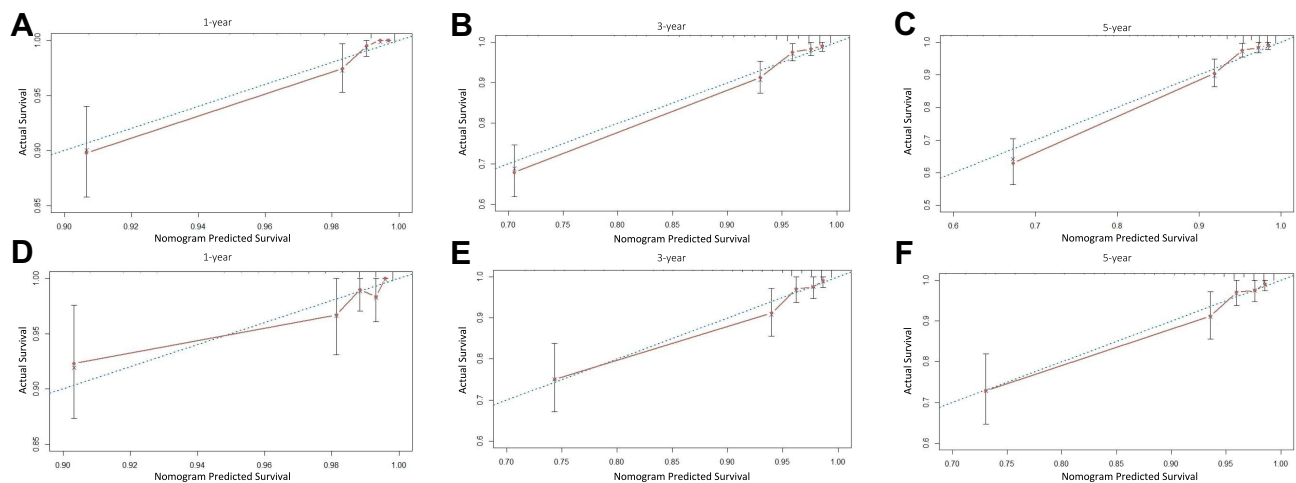 A
1-year
Actual Survival
1.00
0.95
0.90
0.85
0.90 0.92 0.94 0.96 0.98 1.00
Nomogram Predicted Survival
B
3-year
Actual Survival
1.0
0.9
0.8
0.7
0.6
0.70 0.75 0.80 0.85 0.90 0.95 1.00
Nomogram Predicted Survival
C
5-year
Actual Survival
1.0
0.9
0.8
0.7
0.6
0.5
0.6 0.7 0.8 0.9 1.0
Nomogram Predicted Survival
D
1-year
Actual Survival
1.00
0.95
0.90
0.85
0.90 0.92 0.94 0.96 0.98 1.00
Nomogram Predicted Survival
E
3-year
Actual Survival
1.0
0.9
0.8
0.7
0.6
0.70 0.75 0.80 0.85 0.90 0.95 1.00
Nomogram Predicted Survival
F
5-year
Actual Survival
1.0
0.9
0.8
0.7
0.6
0.70 0.75 0.80 0.85 0.90 0.95 1.00
Nomogram Predicted Survival